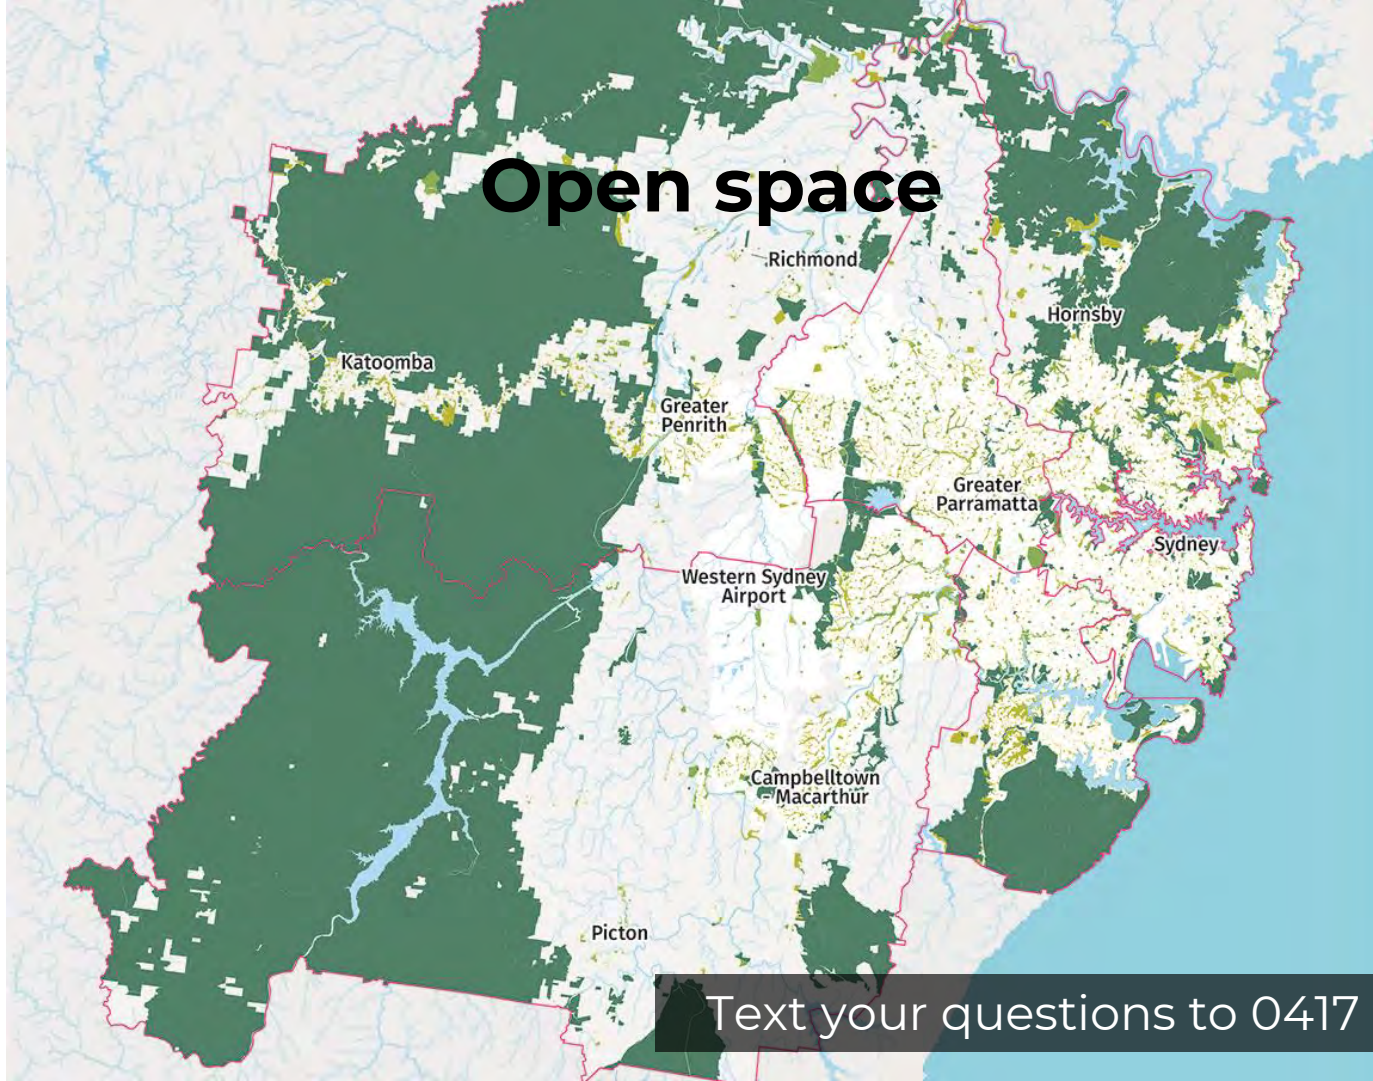 Open space
Richmond
Hornsby
Katoomba
Greater
Penrith
Greater
Parramatta
Sydney
Western Sydney
Airport
Campbelltown
- Macarthur
Picton
Text your questions to 0417